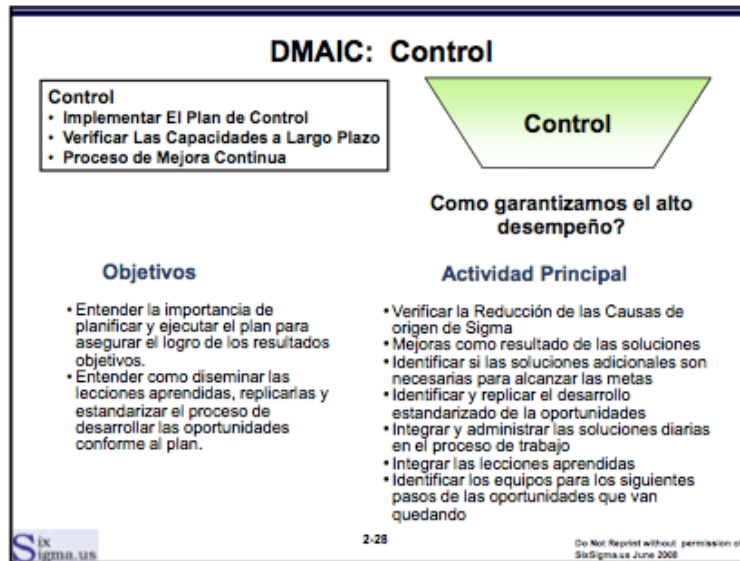 DMAIC: Control
Control
• Implementar El Plan de Control
• Verificar Las Capacidades a Largo Plazo
• Proceso de Mejora Continua
Control
Como garantizamos el alto
desempeño?
Objetivos
• Entender la importancia de
planificar y ejecutar el plan para
asegurar el logro de los resultados
objetivos.
• Entender como diseminar las
lecciones aprendidas, replicarlas y
estandarizar el proceso de
desarrollar las oportunidades
conforme al plan.
Actividad Principal
• Verificar la Reducción de las Causas de
origen de Sigma
• Mejoras como resultado de las soluciones
• Identificar si las soluciones adicionales son
necesarias para alcanzar las metas
• Identificar y replicar el desarrollo
estandarizado de la oportunidades
• Integrar y administrar las soluciones diarias
en el proceso de trabajo
• Integrar las lecciones aprendidas
• Identificar los equipos para los siguientes
pasos de las oportunidades que van
quedando
Six
Sigma.us
2-28
Do Not Reprint without permission of
SixSigma.us June 2008